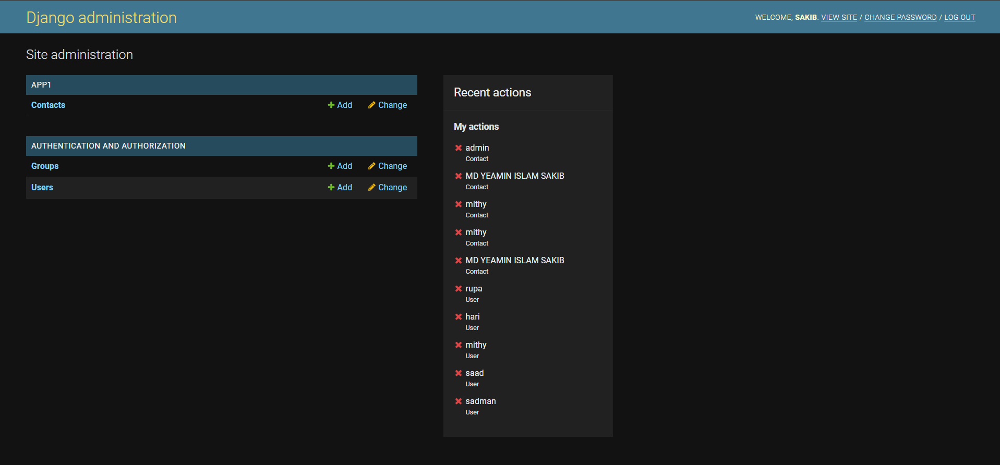 Django administration
WELCOME, SAKIB. VIEW SITE / CHANGE PASSWORD / LOG OUT
Site administration
APP1
Contacts Add Change
AUTHENTICATION AND AUTHORIZATION
Groups Add Change
Users Add Change
Recent actions
My actions
admin
Contact
MD YEAMIN ISLAM SAKIB
Contact
mithy
Contact
mithy
Contact
MD YEAMIN ISLAM SAKIB
Contact
rupa
User
hari
User
mithy
User
saad
User
sadman
User